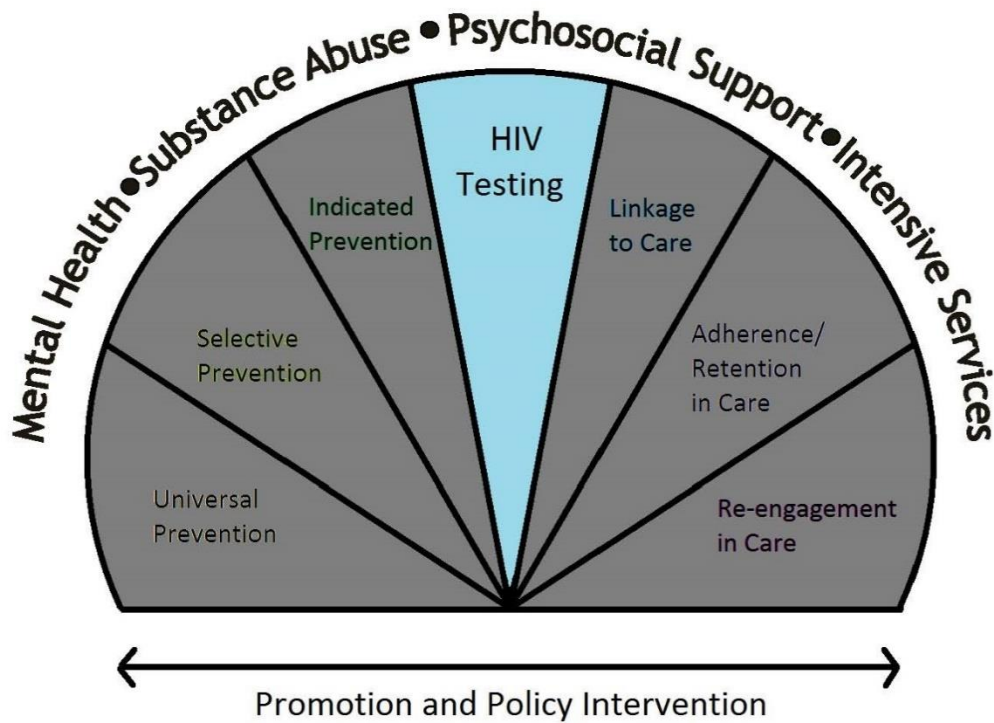 Mental Health•Substance Abuse •Psychosocial Support•Intensive Services
HIV
Testing
Indicated
Prevention
Linkage
to Care
Selective
Prevention
Adherence/
Retention
in Care
Universal
Prevention
Re-engagement
in Care
Promotion and Policy Intervention